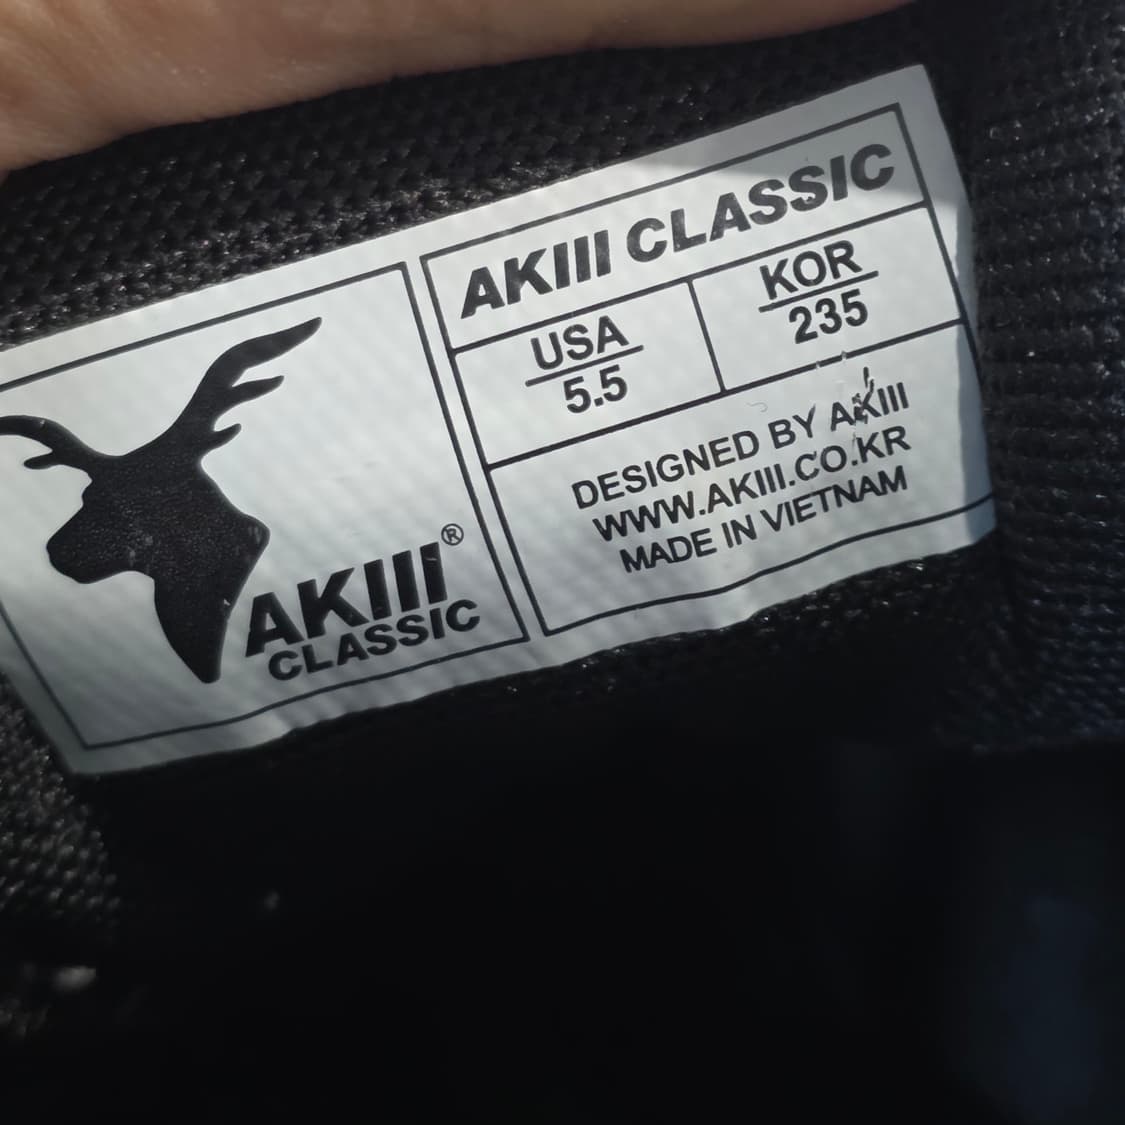 AKIII®
CLASSIC
AKIII CLASSIC
USA
5.5
KOR
235
DESIGNED BY AKIII
WWW.AKIII.CO.KR
MADE IN VIETNAM